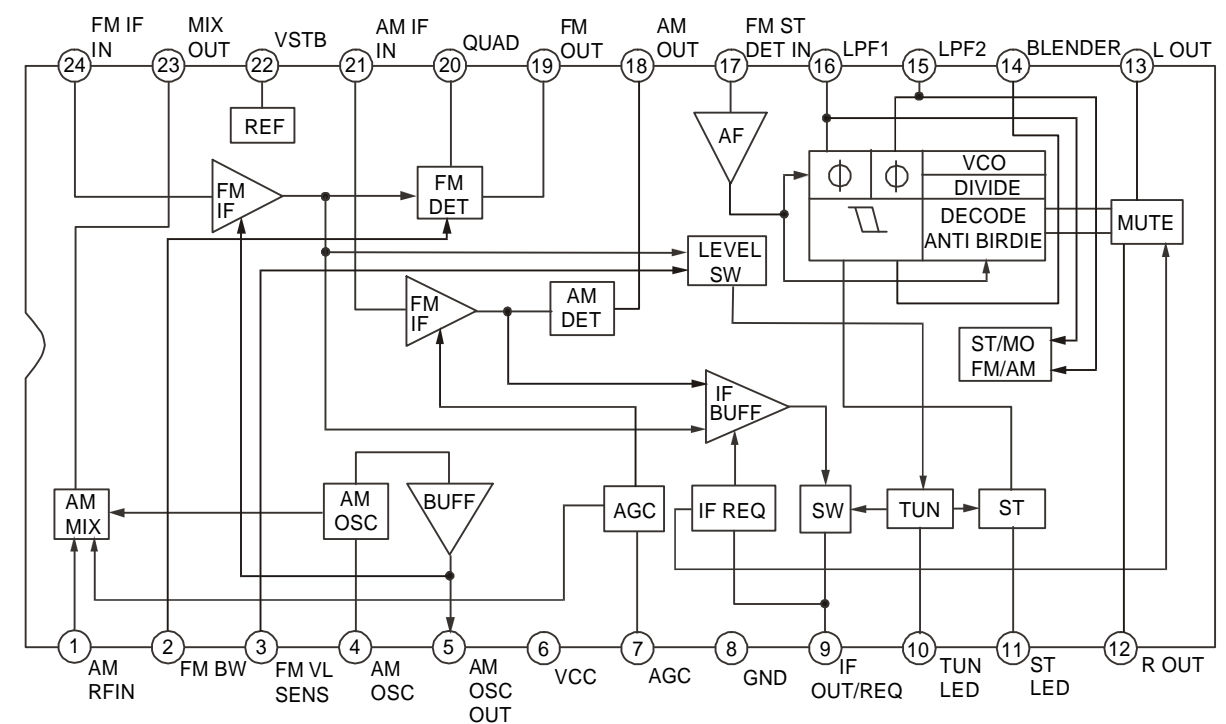 FM IF
IN
MIX
OUT
VSTB
AM IF
IN
QUAD
FM
OUT
AM
OUT
FM ST
DET IN
LPF1
LPF2
BLENDER
L OUT
24
23
22
21
20
19
18
17
16
15
14
13
REF
AF
FM
IF
FM
DET
VCO
DIVIDE
DECODE
ANTI BIRDIE
MUTE
LEVEL
SW
FM
IF
AM
DET
ST/MO
FM/AM
IF
BUFF
AM
MIX
AM
OSC
BUFF
AGC
IF REQ
SW
TUN
ST
1
2
3
4
5
6
7
8
9
10
11
12
AM
RFIN
FM BW
FM VL
SENS
AM
OSC
AM
OSC
OUT
VCC
AGC
GND
IF
OUT/REQ
TUN
LED
ST
LED
R OUT